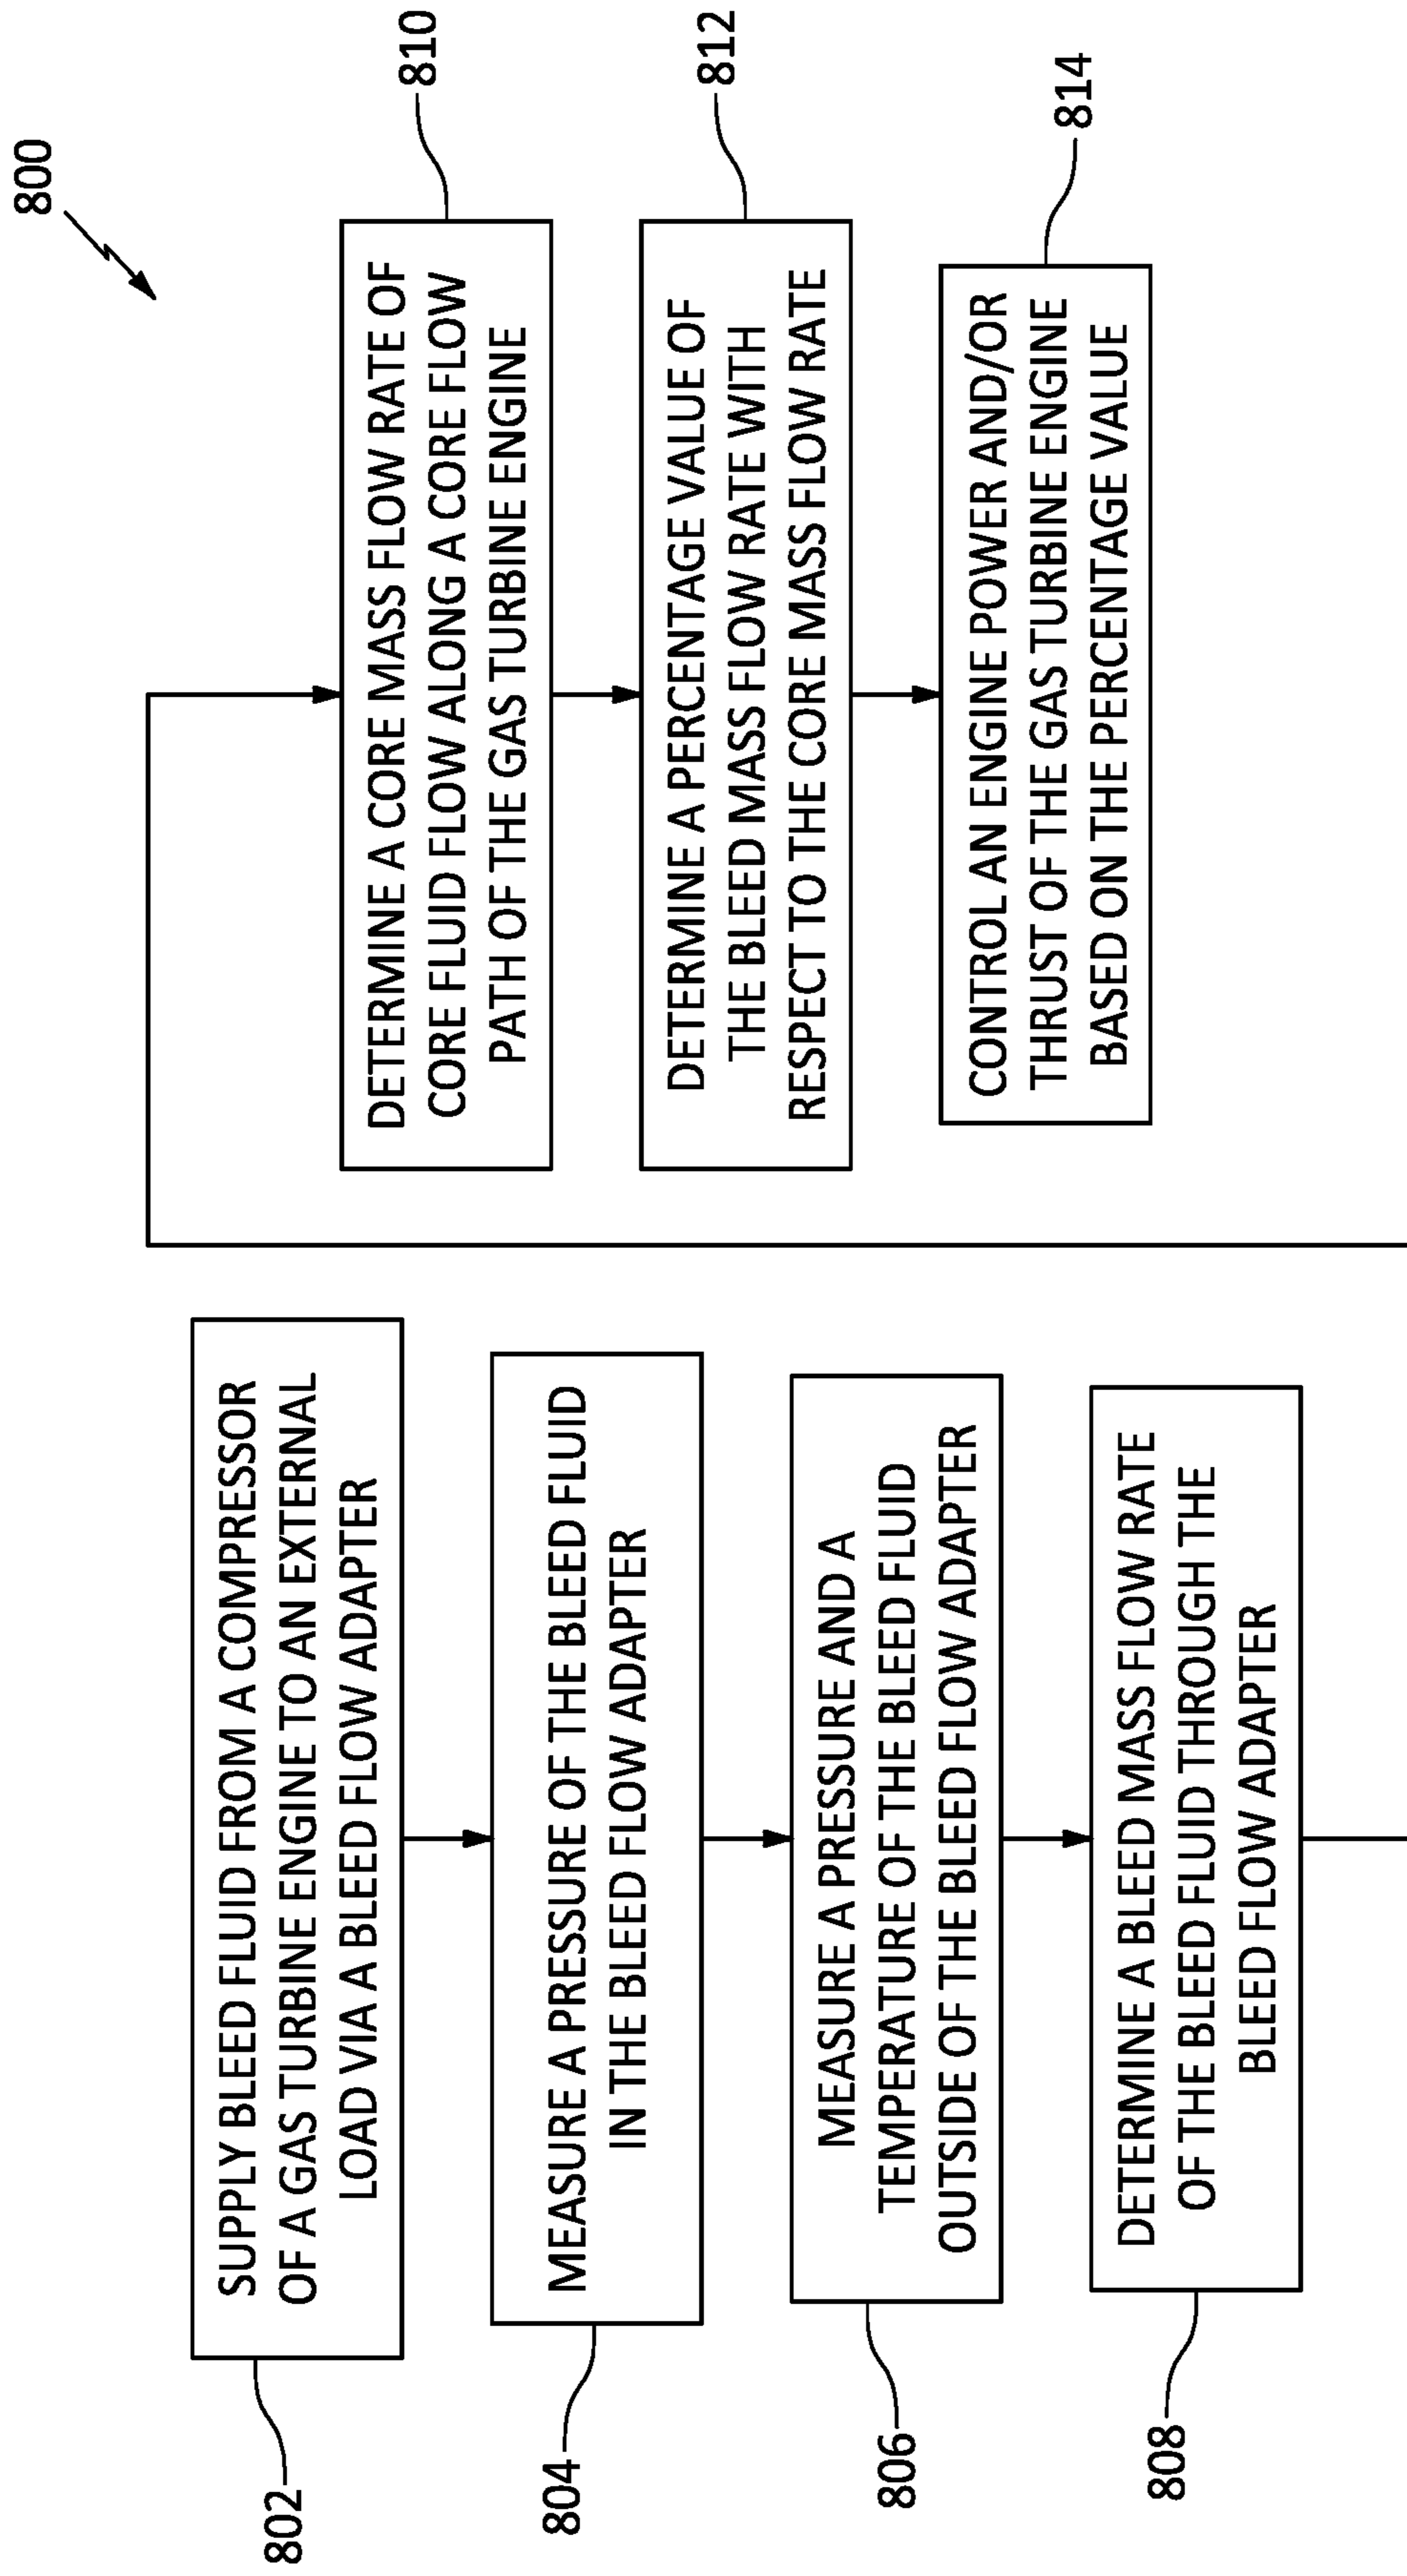 800
802
SUPPLY BLEED FLUID FROM A COMPRESSOR
OF A GAS TURBINE ENGINE TO AN EXTERNAL
LOAD VIA A BLEED FLOW ADAPTER
804
MEASURE A PRESSURE OF THE BLEED FLUID
IN THE BLEED FLOW ADAPTER
806
MEASURE A PRESSURE AND A
TEMPERATURE OF THE BLEED FLUID
OUTSIDE OF THE BLEED FLOW ADAPTER
808
DETERMINE A BLEED MASS FLOW RATE
OF THE BLEED FLUID THROUGH THE
BLEED FLOW ADAPTER
810
DETERMINE A CORE MASS FLOW RATE OF
CORE FLUID FLOW ALONG A CORE FLOW
PATH OF THE GAS TURBINE ENGINE
812
DETERMINE A PERCENTAGE VALUE OF
THE BLEED MASS FLOW RATE WITH
RESPECT TO THE CORE MASS FLOW RATE
814
CONTROL AN ENGINE POWER AND/OR
THRUST OF THE GAS TURBINE ENGINE
BASED ON THE PERCENTAGE VALUE